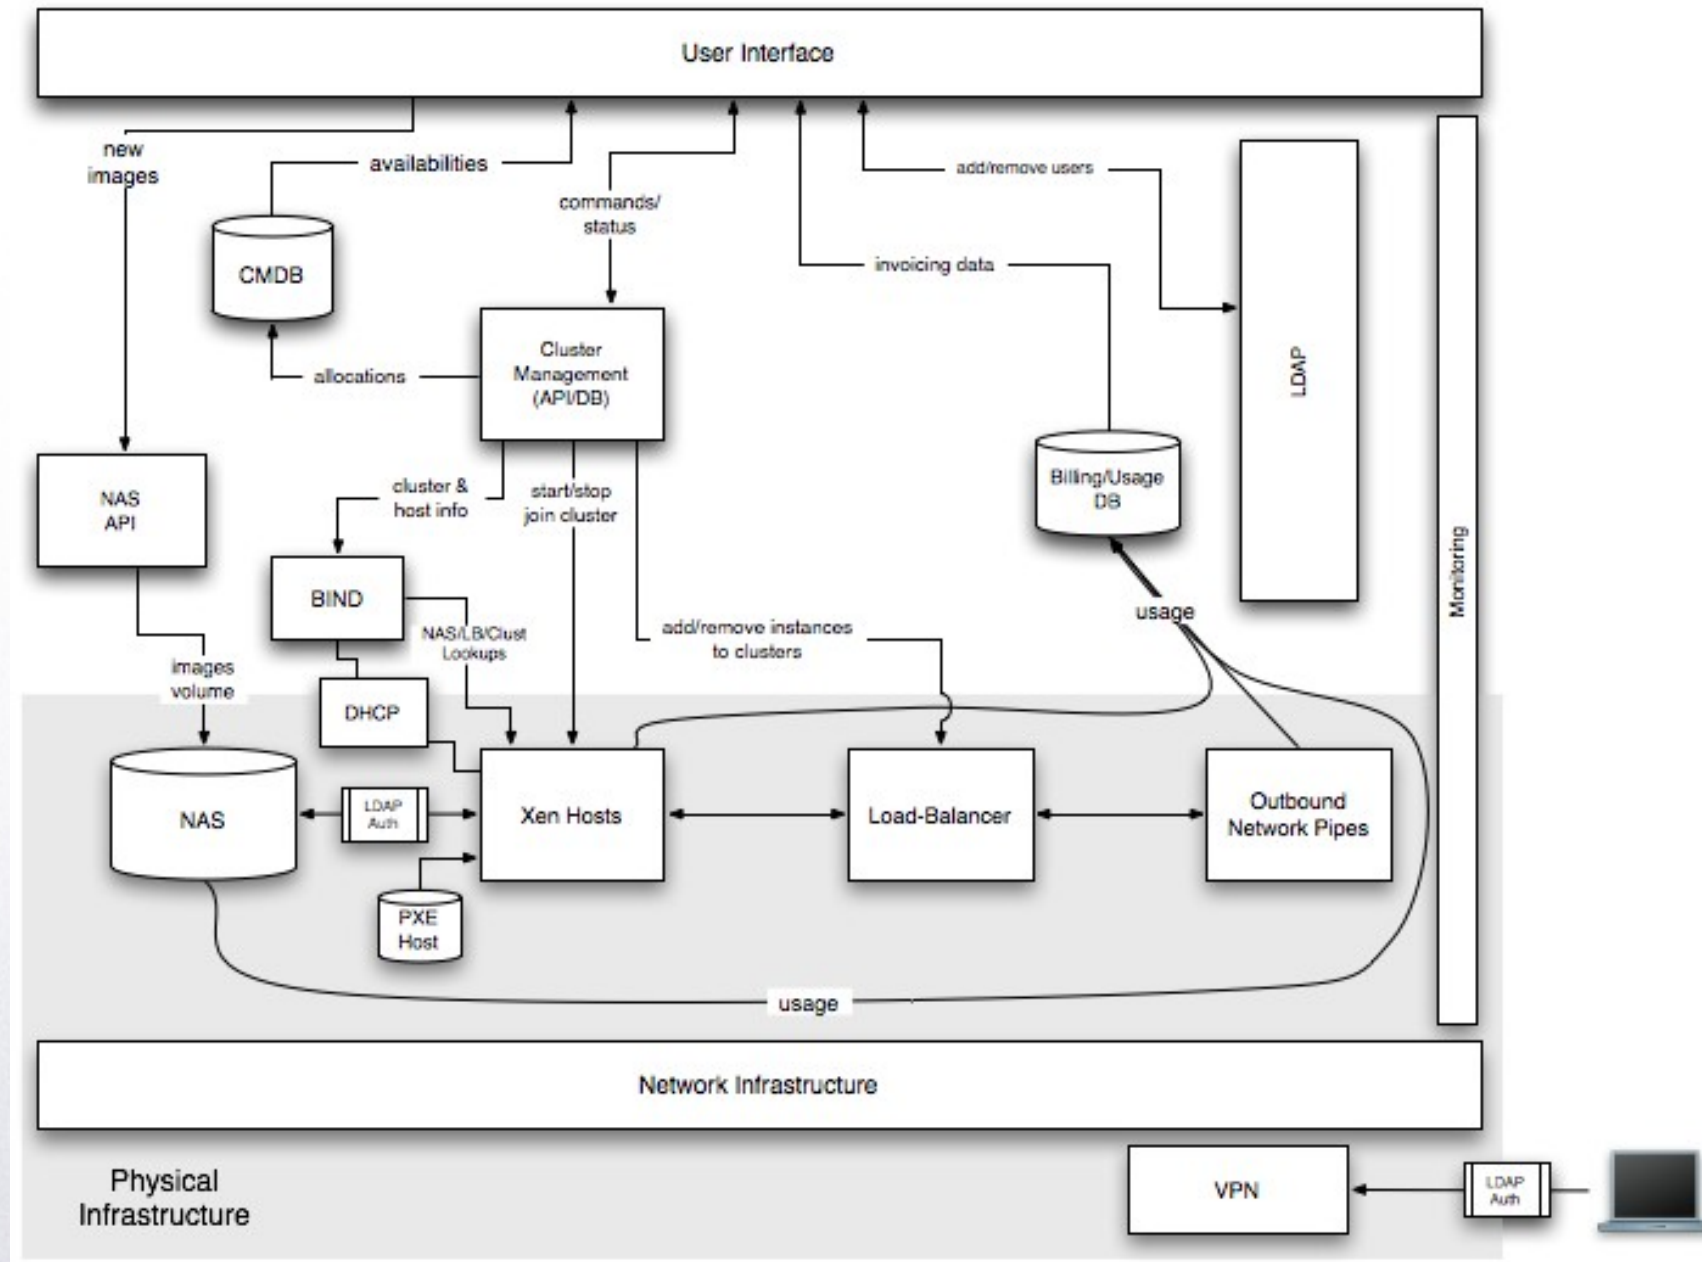 User Interface
new
images
availabilities
commands/
status
add/remove users
invoicing data
CMDB
allocations
Cluster
Management
(API/DB)
LDAP
Monitoring
NAS
API
cluster &
host info
start/stop
join cluster
Billing/Usage
DB
BIND
NAS/LB/Clust
Lookups
add/remove instances
to clusters
usage
images
volume
DHCP
NAS
LDAP
Auth
Xen Hosts
Load-Balancer
Outbound
Network Pipes
PXE
Host
usage
Network Infrastructure
Physical
Infrastructure
VPN
LDAP
Auth